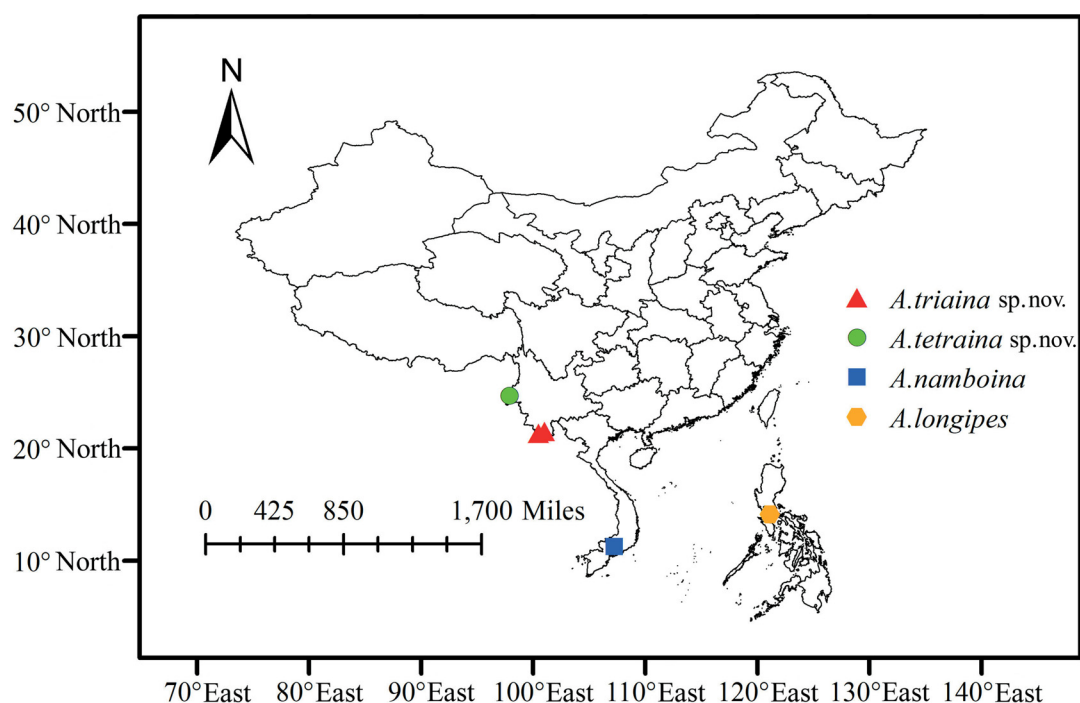 N
50° North
40° North
30° North
20° North
10° North
A.triaina sp.nov.
A.tetraina sp.nov.
A.namboina
A.longipes
0 425 850 1,700 Miles
70°East 80°East 90°East 100°East 110°East 120°East 130°East 140°East